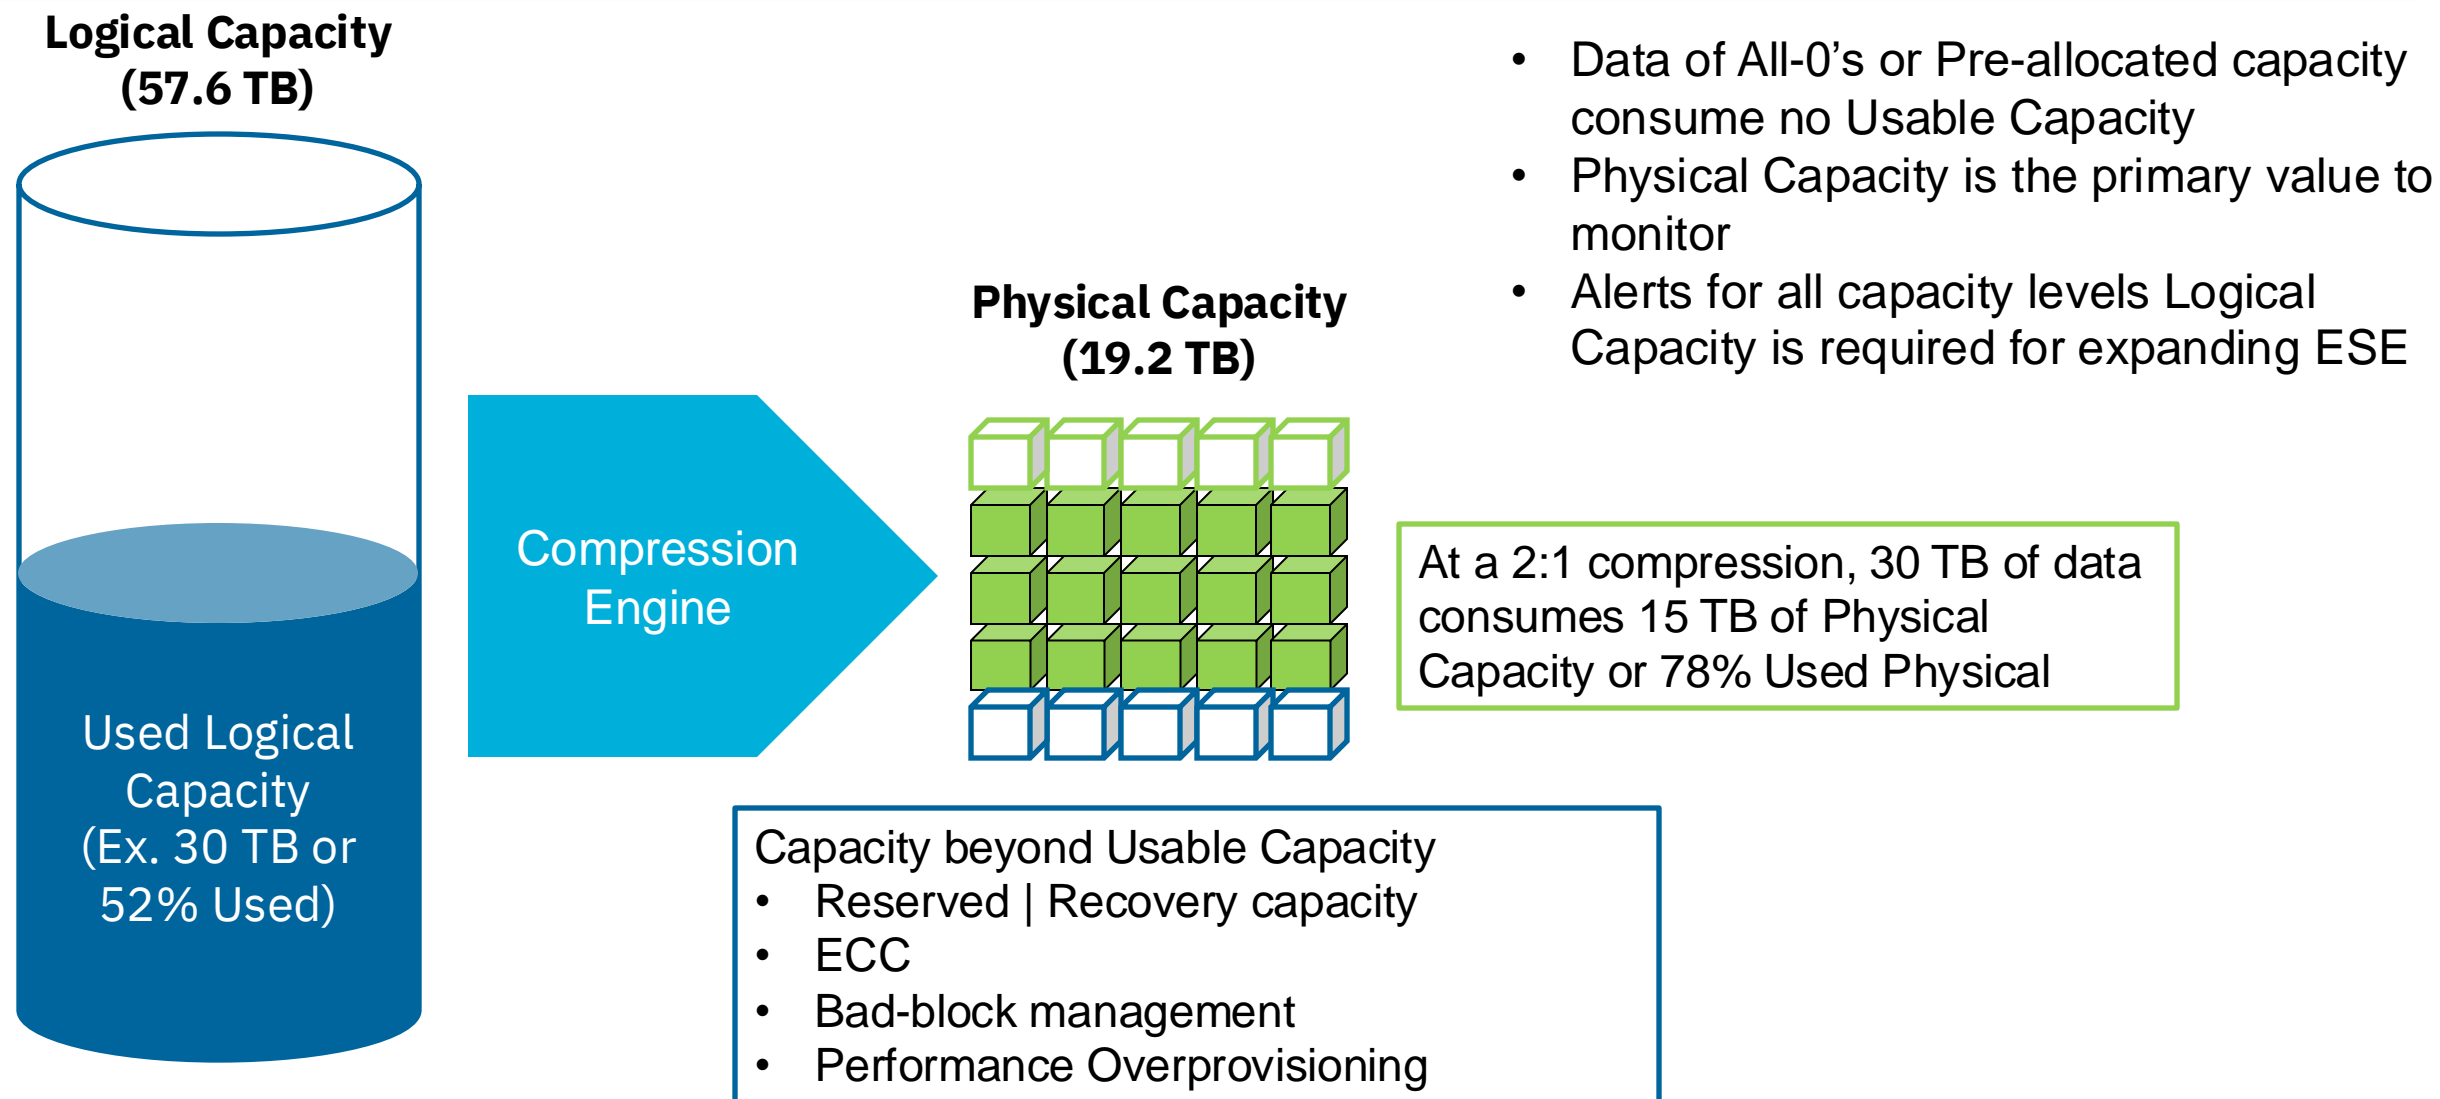 Logical Capacity
(57.6 TB)
Used Logical
Capacity
(Ex. 30 TB or
52% Used)
Compression
Engine
Physical Capacity
(19.2 TB)
• Data of All-0’s or Pre-allocated capacity
consume no Usable Capacity
• Physical Capacity is the primary value to
monitor
• Alerts for all capacity levels Logical
Capacity is required for expanding ESE
At a 2:1 compression, 30 TB of data
consumes 15 TB of Physical
Capacity or 78% Used Physical
Capacity beyond Usable Capacity
• Reserved | Recovery capacity
• ECC
• Bad-block management
• Performance Overprovisioning